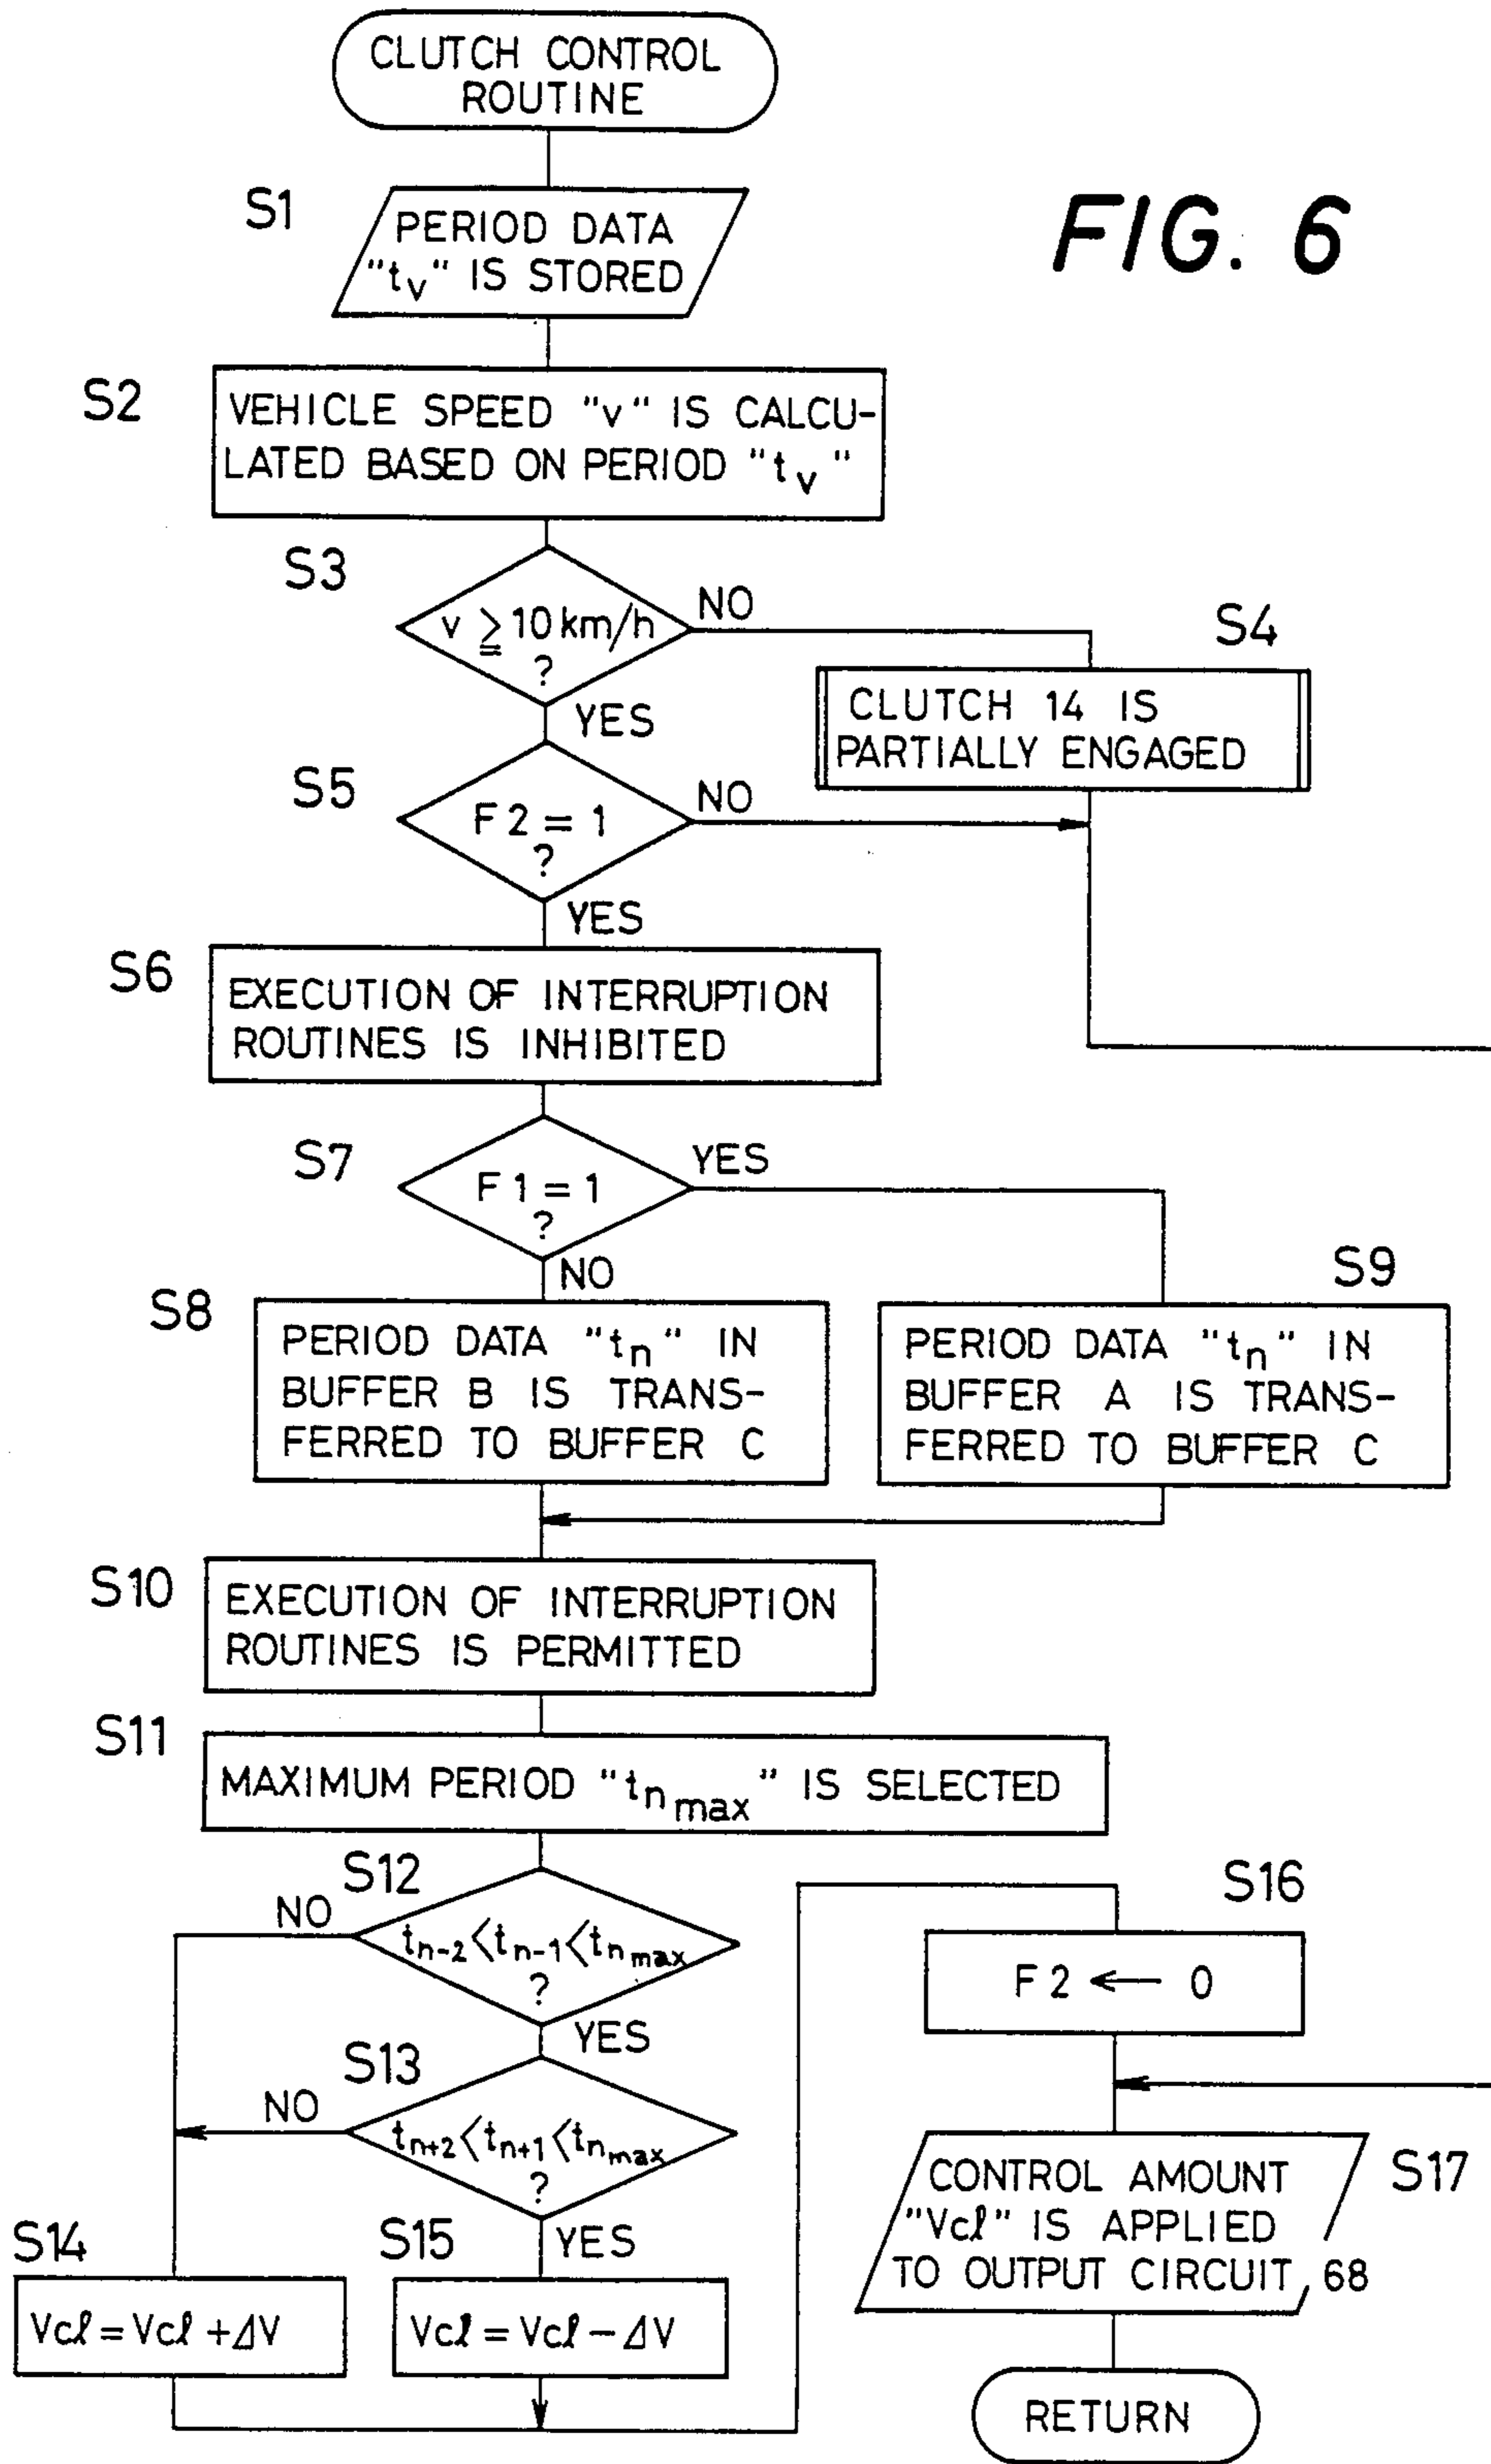 CLUTCH CONTROL
ROUTINE
FIG. 6
S1
PERIOD DATA
"tv" IS STORED
S2
VEHICLE SPEED "v" IS CALCU-
LATED BASED ON PERIOD "tv"
S3
v ≧ 10 km/h
?
NO
YES
S4
CLUTCH 14 IS
PARTIALLY ENGAGED
S5
F2 = 1
?
NO
YES
S6
EXECUTION OF INTERRUPTION
ROUTINES IS INHIBITED
S7
F1 = 1
?
YES
NO
S8
PERIOD DATA "tn" IN
BUFFER B IS TRANS-
FERRED TO BUFFER C
S9
PERIOD DATA "tn" IN
BUFFER A IS TRANS-
FERRED TO BUFFER C
S10
EXECUTION OF INTERRUPTION
ROUTINES IS PERMITTED
S11
MAXIMUM PERIOD "tn max" IS SELECTED
S12
NO
tn-2<tn-1<tn max
?
YES
S13
NO
tn+2<tn+1<tn max
?
YES
S14
Vcℓ = Vcℓ + ΔV
S15
Vcℓ = Vcℓ − ΔV
S16
F2 ← 0
S17
CONTROL AMOUNT
"Vcℓ" IS APPLIED
TO OUTPUT CIRCUIT 68
RETURN